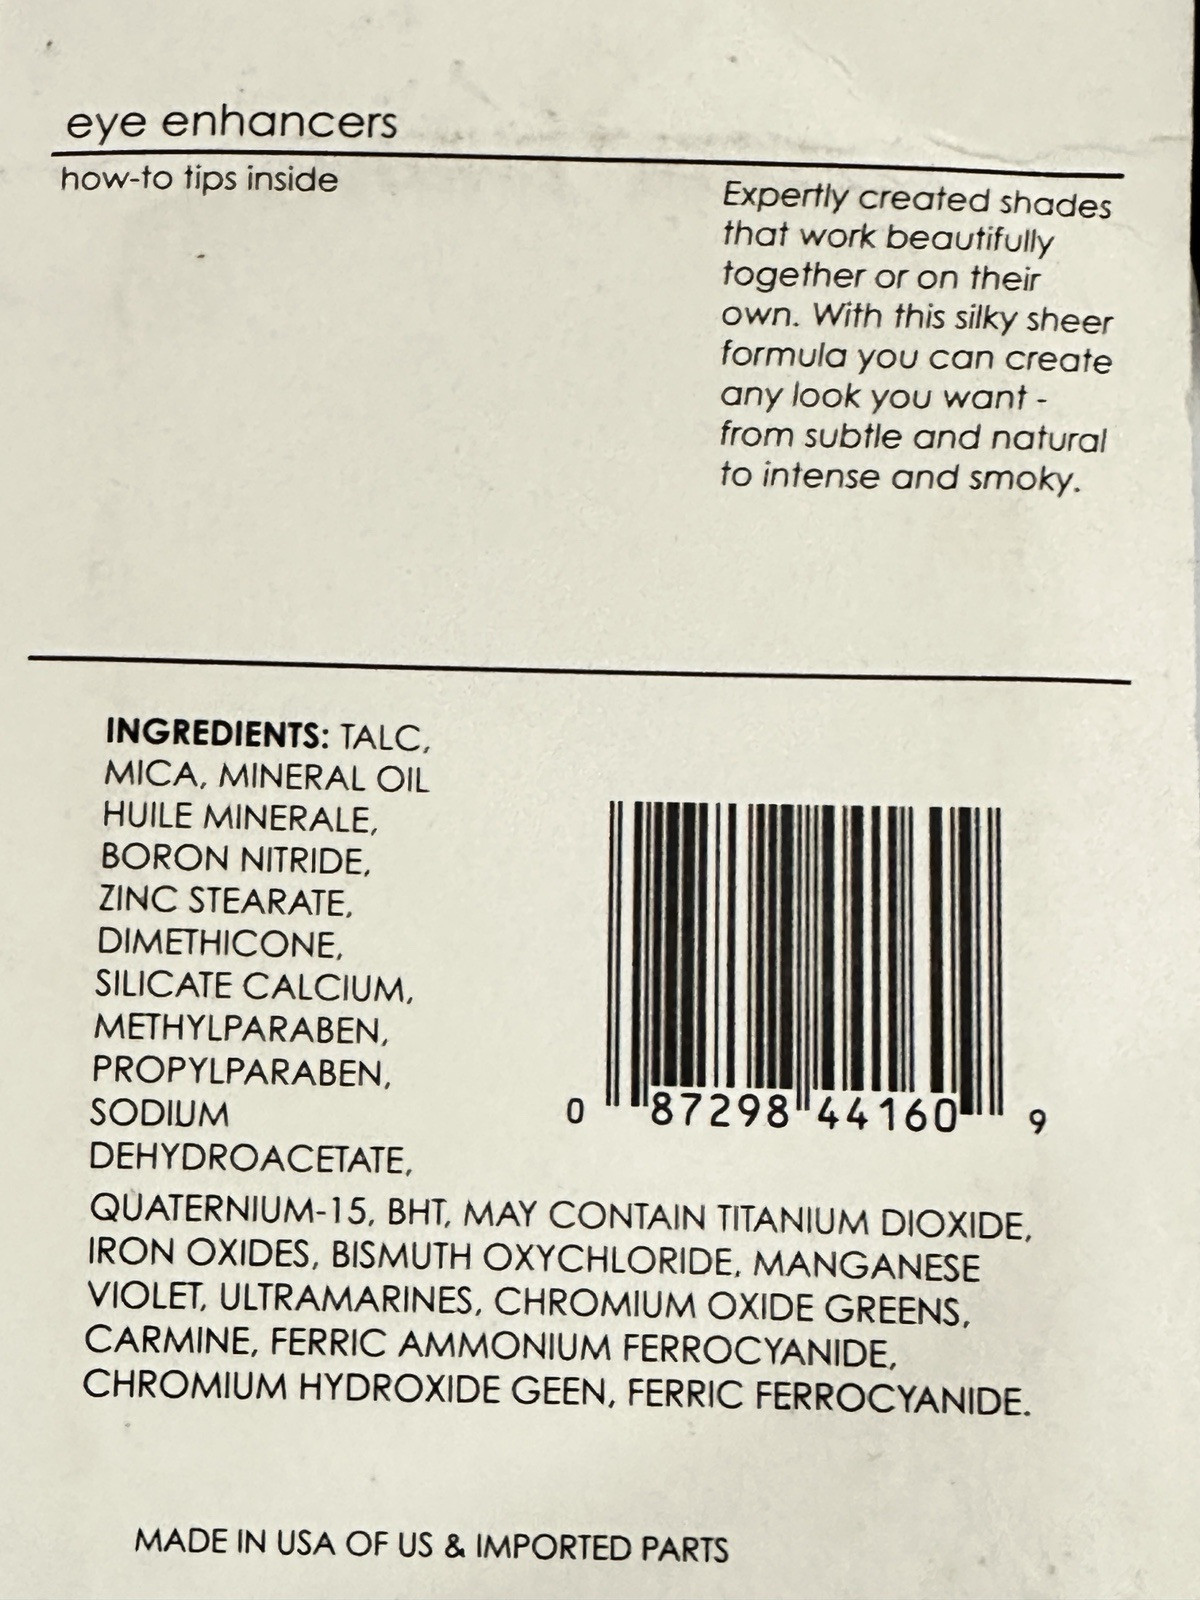 eye enhancers
how-to tips inside
Expertly created shades
that work beautifully
together or on their
own. With this silky sheer
formula you can create
any look you want -
from subtle and natural
to intense and smoky.
INGREDIENTS: TALC,
MICA, MINERAL OIL
HUILE MINERALE,
BORON NITRIDE,
ZINC STEARATE,
DIMETHICONE,
SILICATE CALCIUM,
METHYLPARABEN,
PROPYLPARABEN,
SODIUM
DEHYDROACETATE,
QUATERNIUM-15, BHT, MAY CONTAIN TITANIUM DIOXIDE,
IRON OXIDES, BISMUTH OXYCHLORIDE, MANGANESE
VIOLET, ULTRAMARINES, CHROMIUM OXIDE GREENS,
CARMINE, FERRIC AMMONIUM FERROCYANIDE,
CHROMIUM HYDROXIDE GEEN, FERRIC FERROCYANIDE.
0 87298 44160 9
MADE IN USA OF US & IMPORTED PARTS